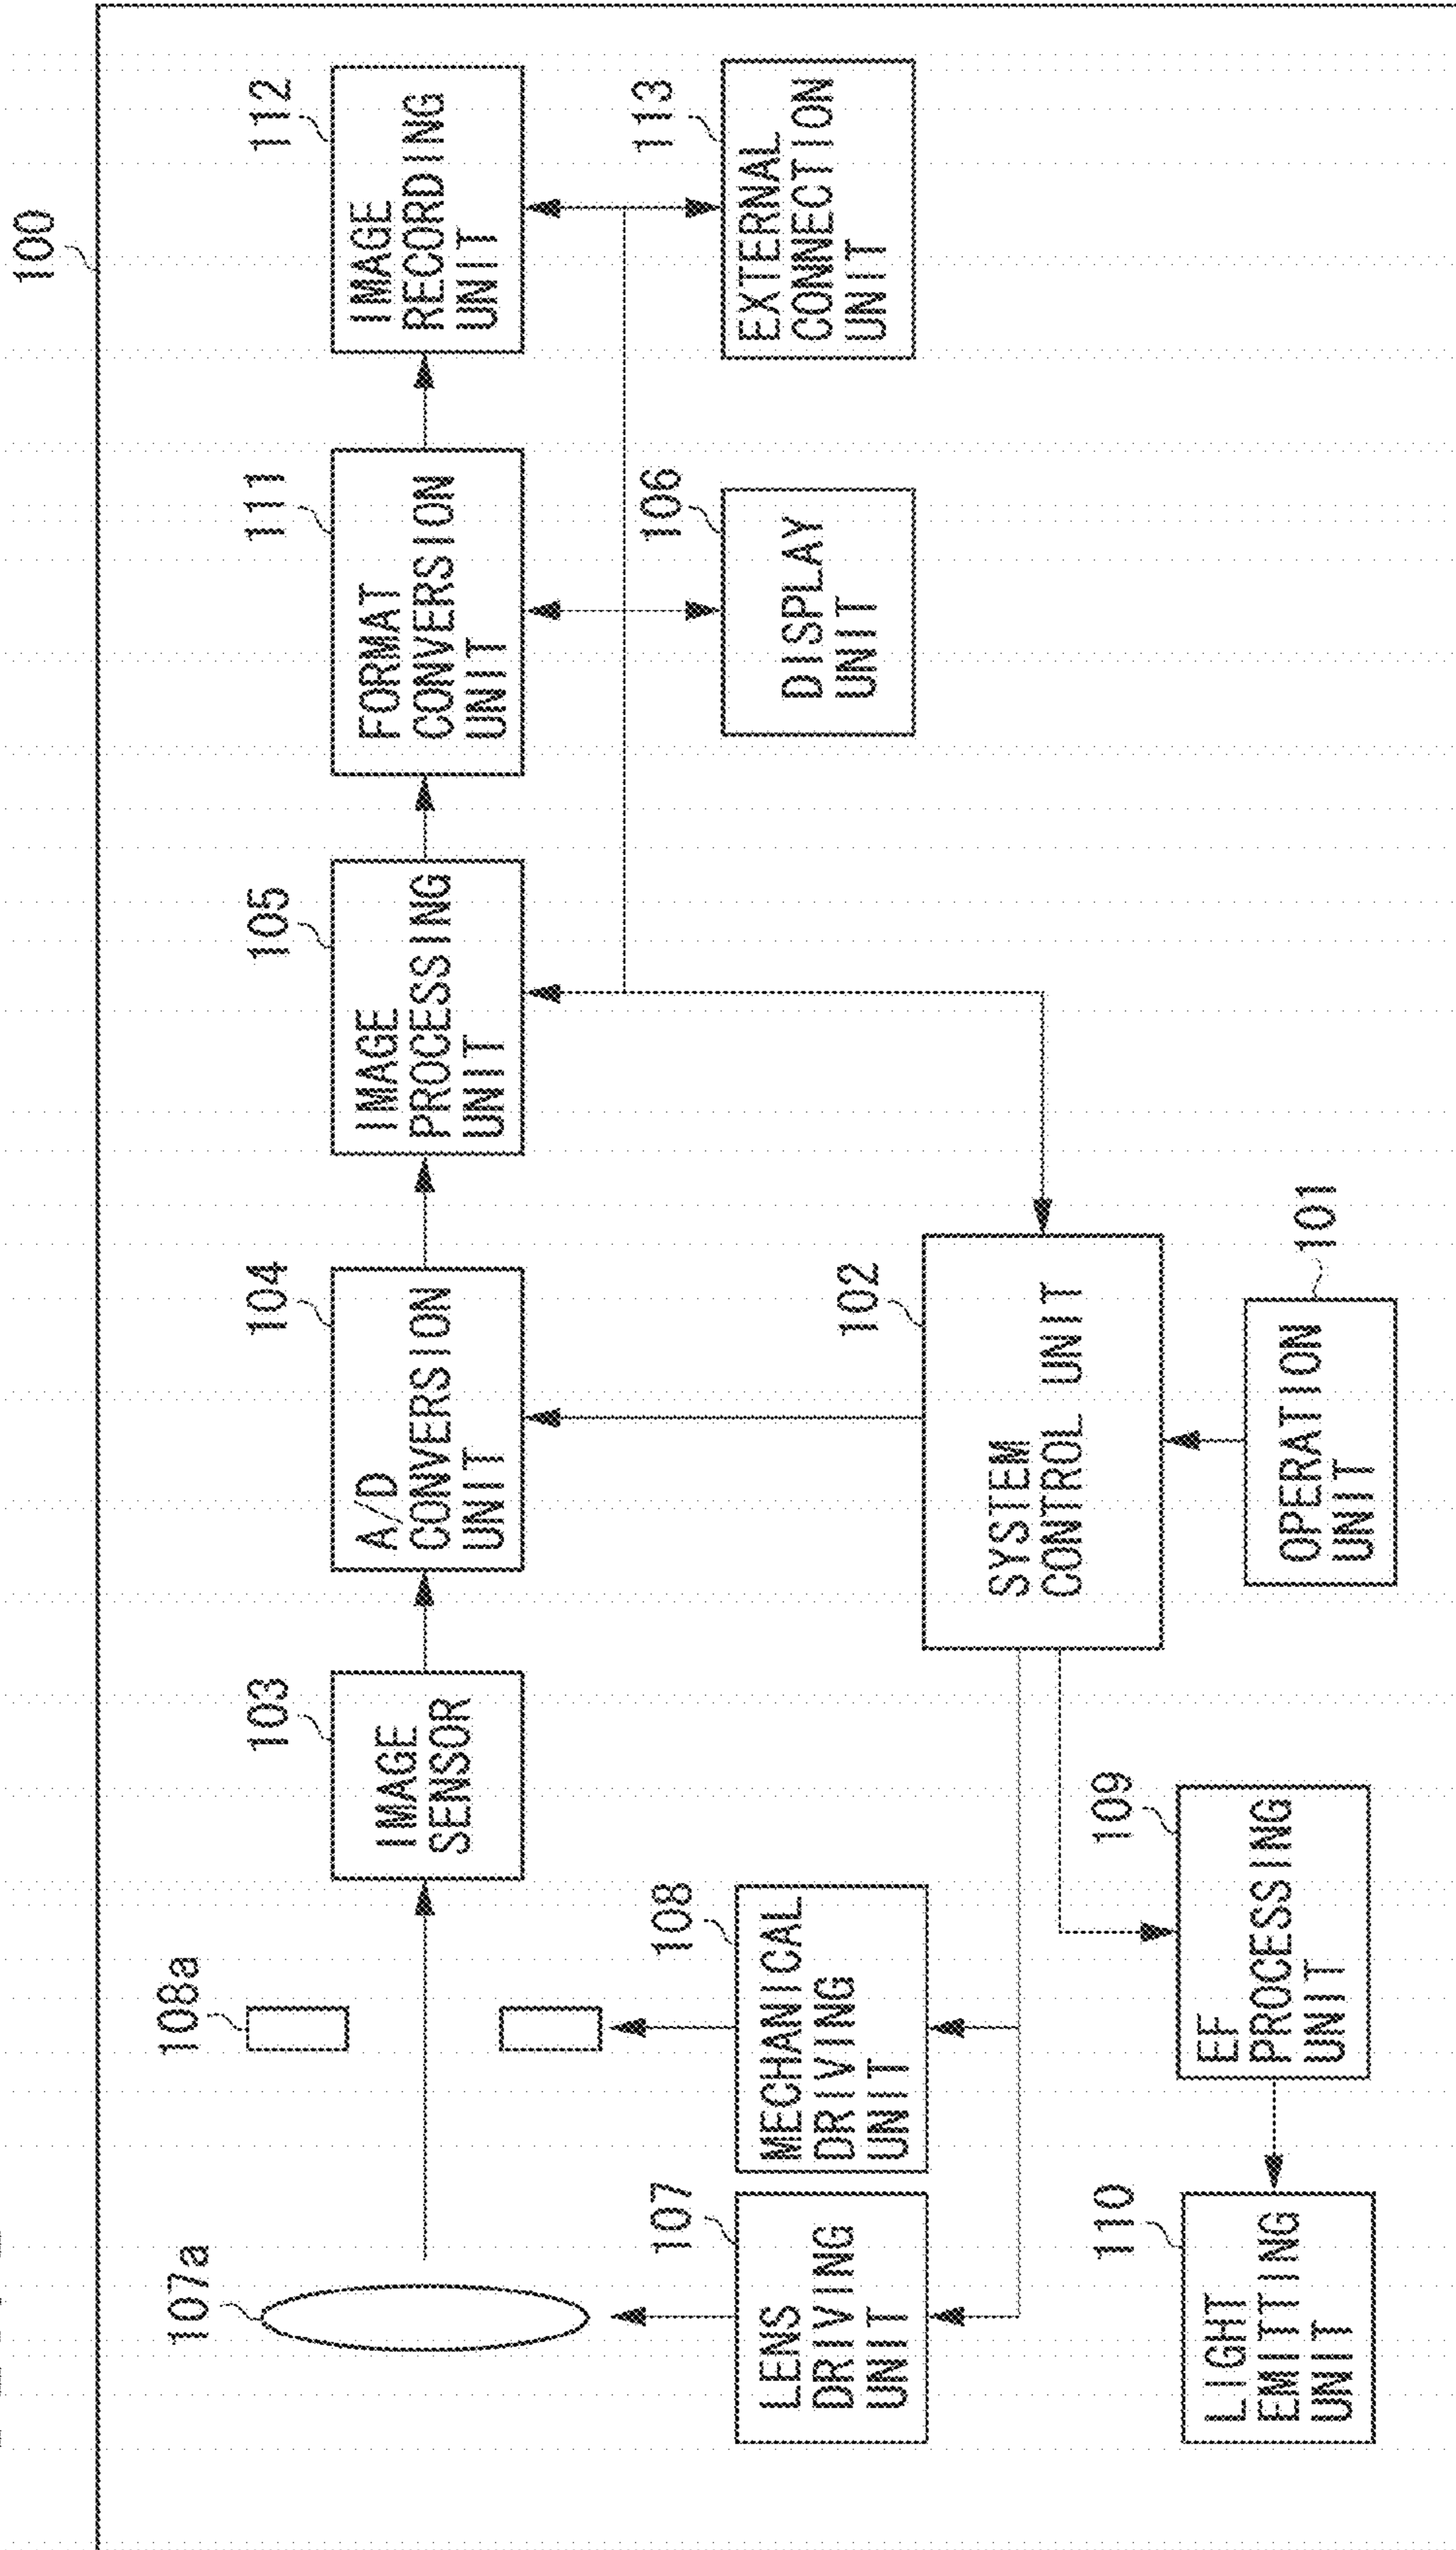 100
107a
108a
103
IMAGE
SENSOR
104
A/D
CONVERSION
UNIT
105
IMAGE
PROCESSING
UNIT
111
FORMAT
CONVERSION
UNIT
112
IMAGE
RECORDING
UNIT
107
LENS
DRIVING
UNIT
108
MECHANICAL
DRIVING
UNIT
106
DISPLAY
UNIT
113
EXTERNAL
CONNECTION
UNIT
102
SYSTEM
CONTROL UNIT
110
LIGHT
EMITTING
UNIT
109
EF
PROCESSING
UNIT
101
OPERATION
UNIT